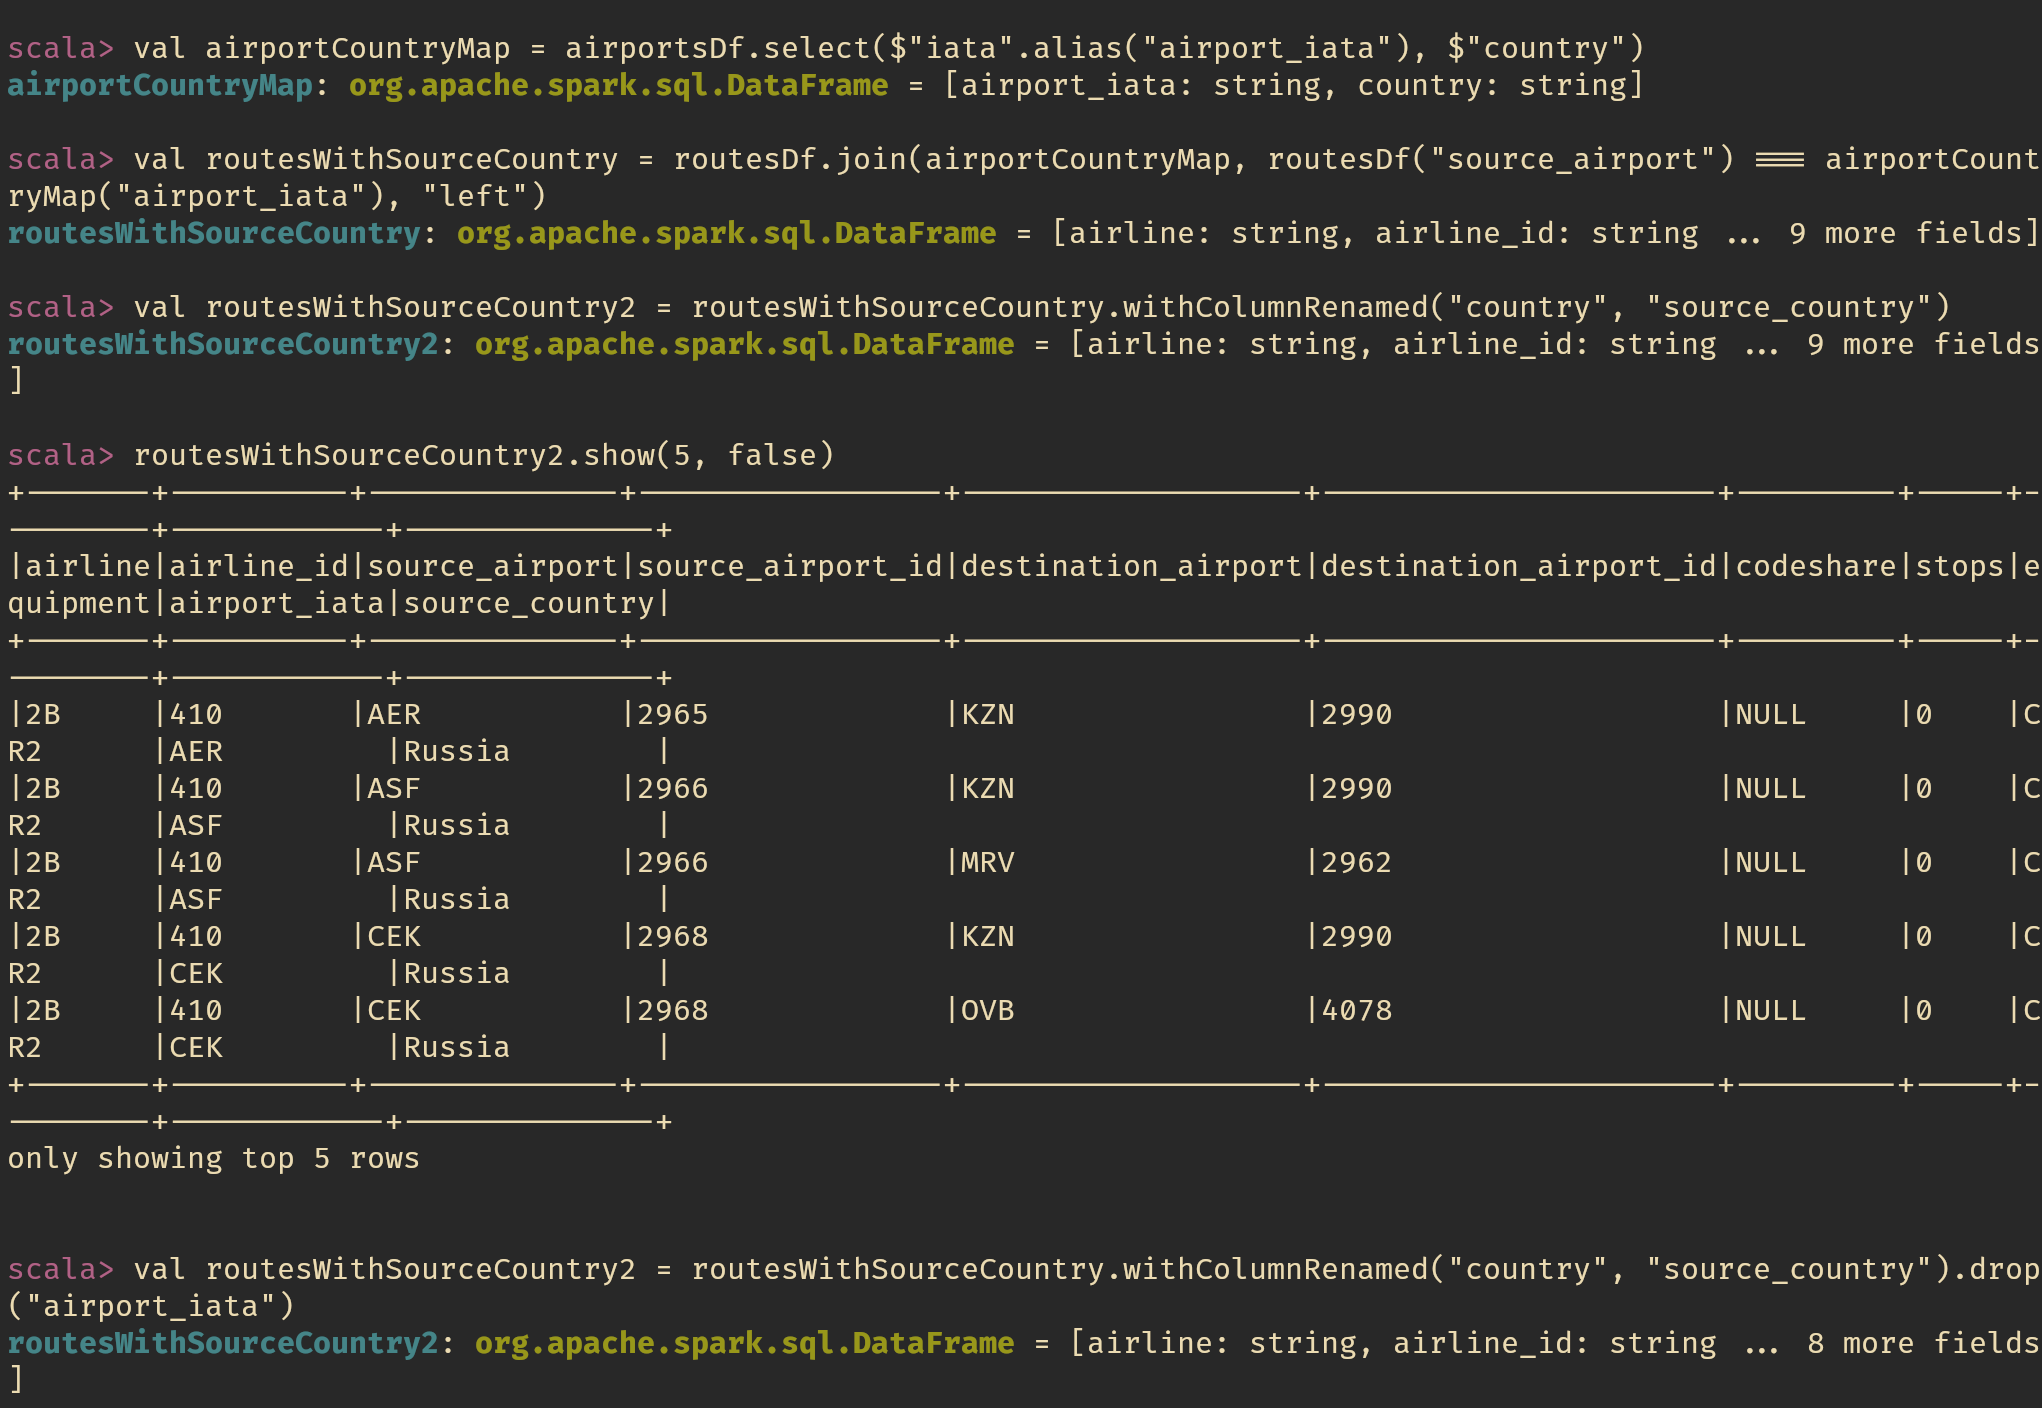 scala> val airportCountryMap = airportsDf.select($"iata".alias("airport_iata"), $"country")
airportCountryMap: org.apache.spark.sql.DataFrame = [airport_iata: string, country: string]
scala> val routesWithSourceCountry = routesDf.join(airportCountryMap, routesDf("source_airport") === airportCount
ryMap("airport_iata"), "left")
routesWithSourceCountry: org.apache.spark.sql.DataFrame = [airline: string, airline_id: string ... 9 more fields]
scala> val routesWithSourceCountry2 = routesWithSourceCountry.withColumnRenamed("country", "source_country")
routesWithSourceCountry2: org.apache.spark.sql.DataFrame = [airline: string, airline_id: string ... 9 more fields
]
scala> routesWithSourceCountry2.show(5, false)
+-------+----------+--------------+-----------------+-------------------+----------------------+---------+-----+-
--------+------------+--------------+
|airline|airline_id|source_airport|source_airport_id|destination_airport|destination_airport_id|codeshare|stops|e
quipment|airport_iata|source_country|
+-------+----------+--------------+-----------------+-------------------+----------------------+---------+-----+-
--------+------------+--------------+
|2B     |410       |AER           |2965             |KZN                |2990                  |NULL     |0    |C
R2      |AER         |Russia        |
|2B     |410       |ASF           |2966             |KZN                |2990                  |NULL     |0    |C
R2      |ASF         |Russia        |
|2B     |410       |ASF           |2966             |MRV                |2962                  |NULL     |0    |C
R2      |ASF         |Russia        |
|2B     |410       |CEK           |2968             |KZN                |2990                  |NULL     |0    |C
R2      |CEK         |Russia        |
|2B     |410       |CEK           |2968             |OVB                |4078                  |NULL     |0    |C
R2      |CEK         |Russia        |
+-------+----------+--------------+-----------------+-------------------+----------------------+---------+-----+-
--------+------------+--------------+
only showing top 5 rows
scala> val routesWithSourceCountry2 = routesWithSourceCountry.withColumnRenamed("country", "source_country").drop
("airport_iata")
routesWithSourceCountry2: org.apache.spark.sql.DataFrame = [airline: string, airline_id: string ... 8 more fields
]